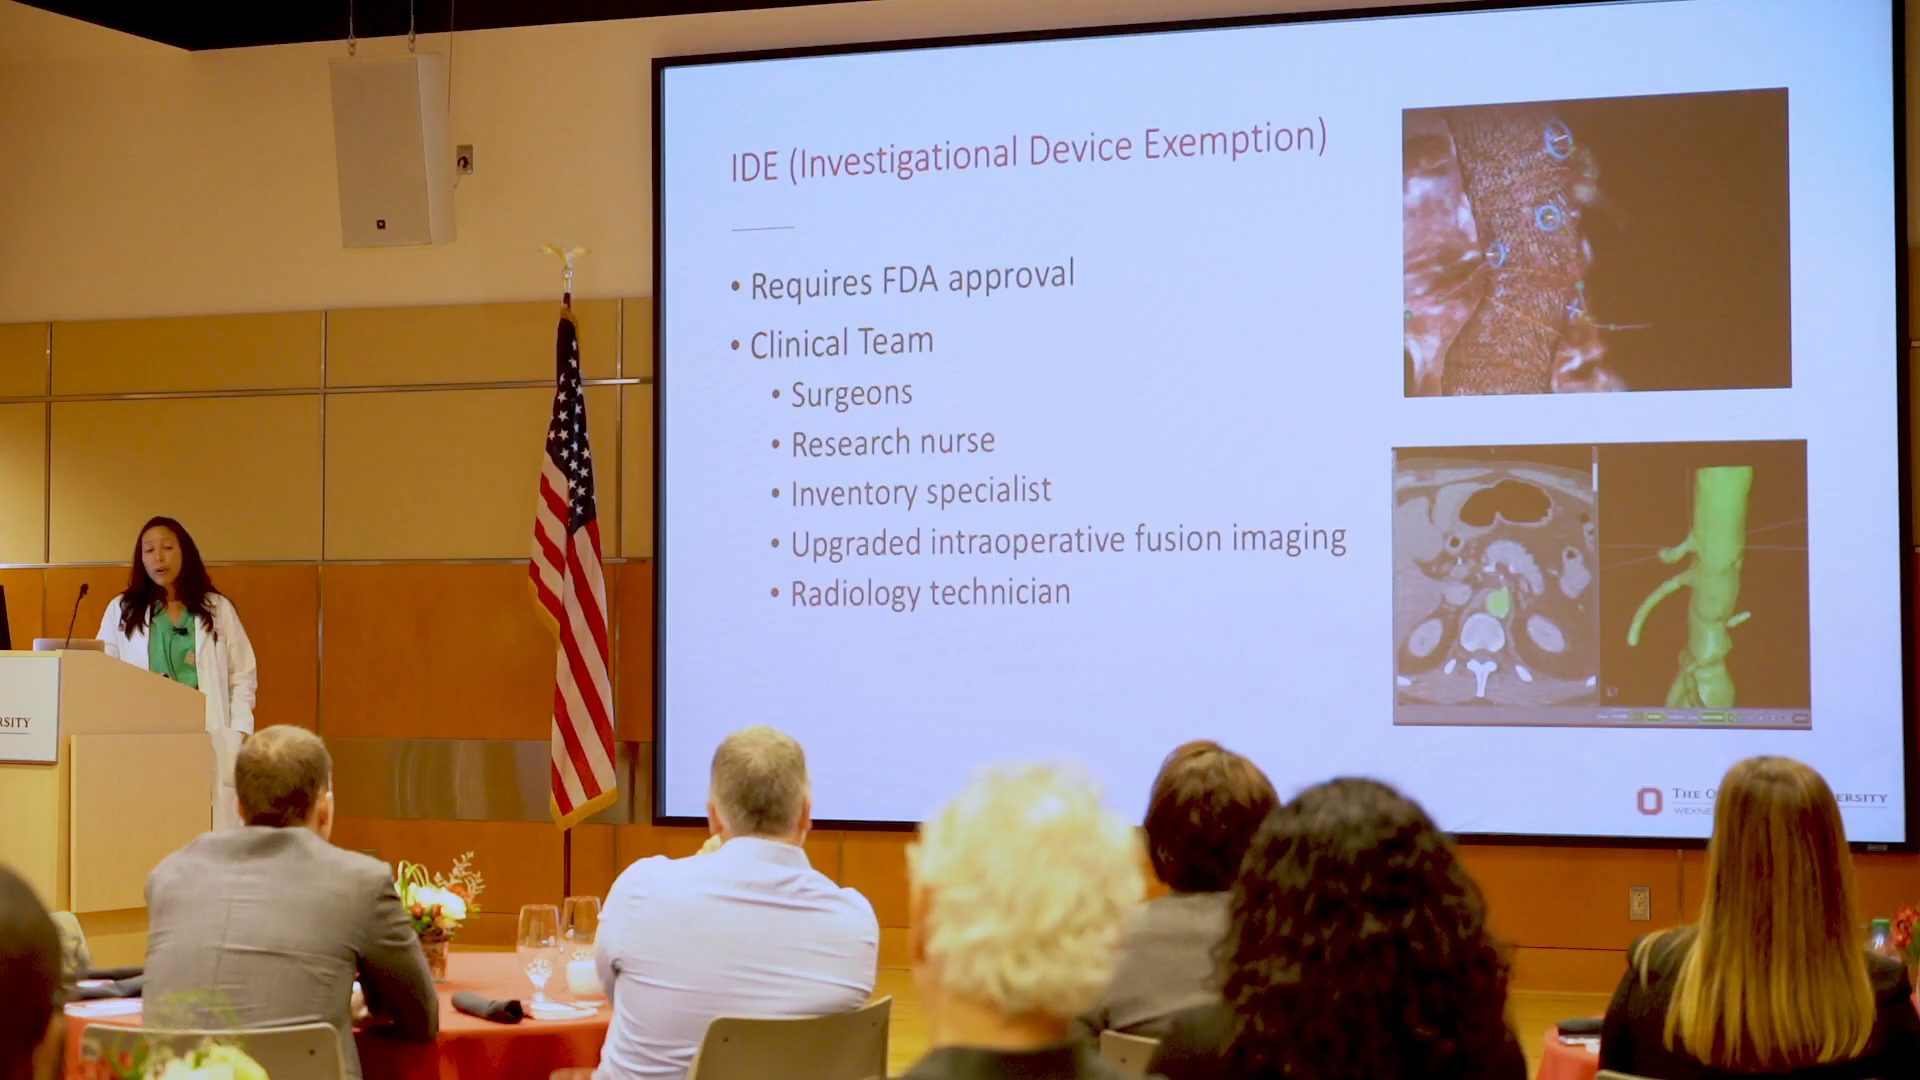 IDE (Investigational Device Exemption)
• Requires FDA approval
• Clinical Team
• Surgeons
• Research nurse
• Inventory specialist
• Upgraded intraoperative fusion imaging
• Radiology technician
THE